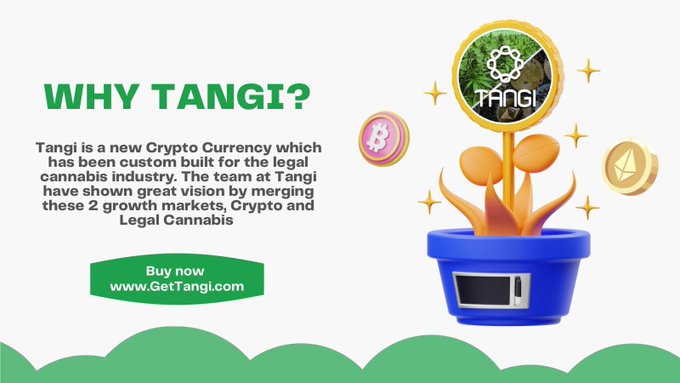 WHY TANGI?
Tangi is a new Crypto Currency which
has been custom built for the legal
cannabis industry. The team at Tangi
have shown great vision by merging
these 2 growth markets, Crypto and
Legal Cannabis
Buy now
www.GetTangi.com
TANGI